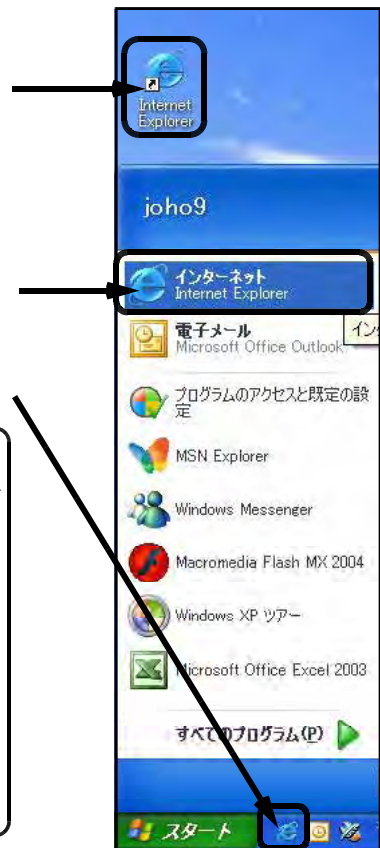 Internet
Explorer
joho9
インターネット
Internet Explorer
電子メール
Microsoft Office Outlook
プログラムのアクセスと既定の設
定
MSN Explorer
Windows Messenger
Macromedia Flash MX 2004
Windows XP ツアー
Microsoft Office Excel 2003
すべてのプログラム(P)
スタート